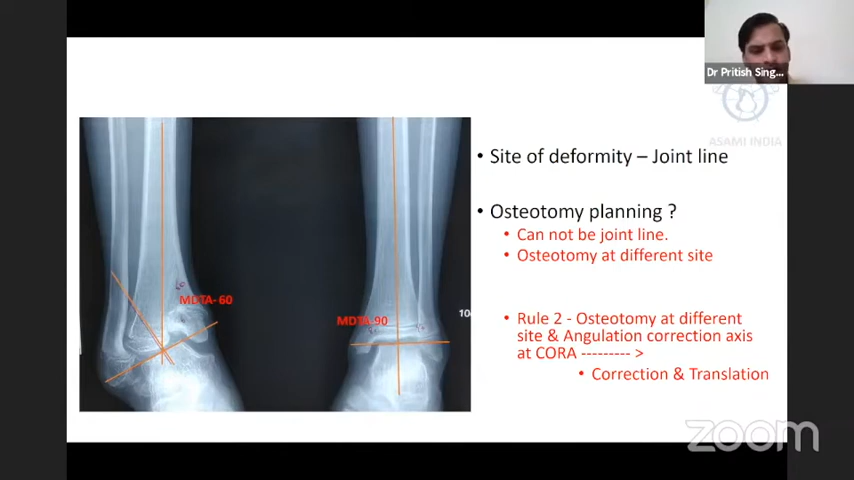 Dr Pritish Sing...
ASAMI INDIA
• Site of deformity – Joint line
• Osteotomy planning ?
• Can not be joint line.
• Osteotomy at different site
MDTA- 60
MDTA-90
10
• Rule 2 - Osteotomy at different
site & Angulation correction axis
at CORA --------- >
• Correction & Translation
zoom